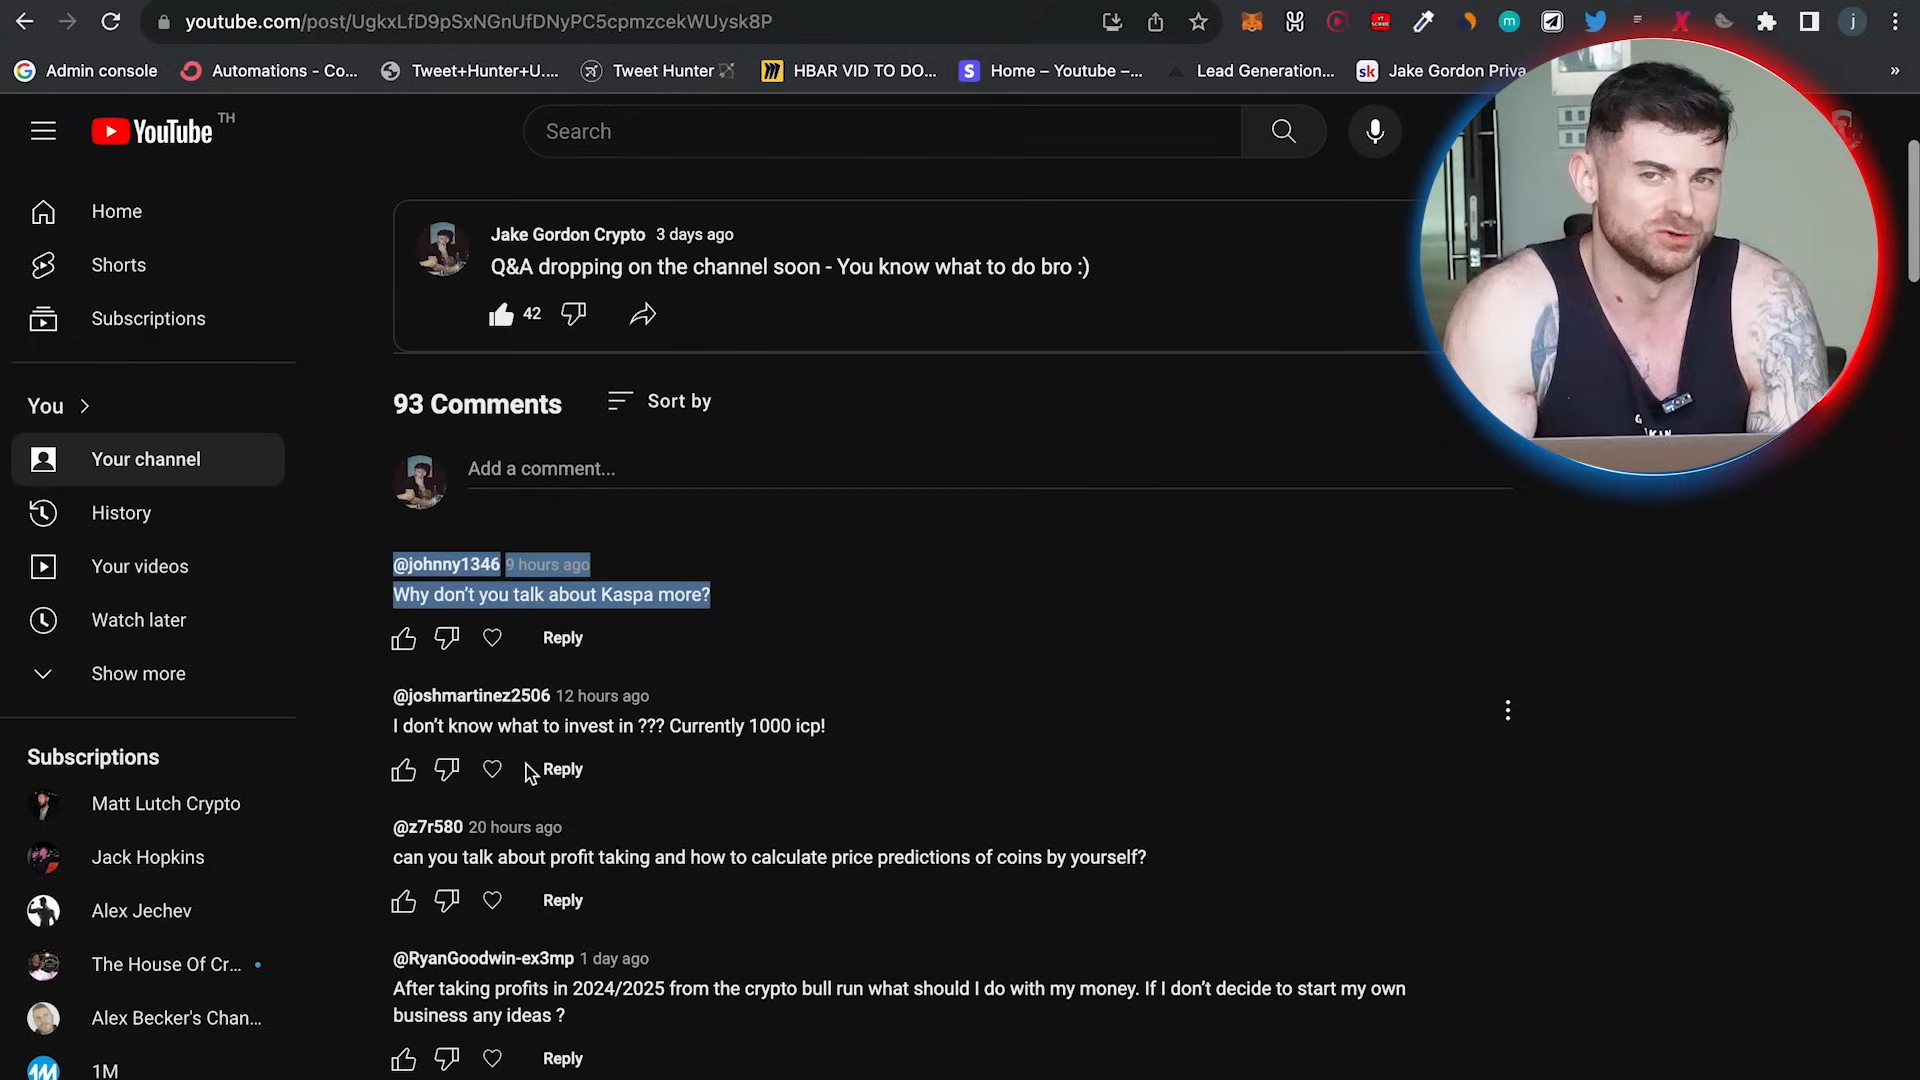 youtube.com/post/UgkxLfD9pSxNGnUfDNyPC5cpmzcekWUysk8P
j
Admin console
Automations - Co...
Tweet+Hunter+U....
Tweet Hunter
HBAR VID TO DO...
S
Home – Youtube –...
Lead Generation...
sk
Jake Gordon Priva
»
YouTube TH
Search
Home
Shorts
Subscriptions
You
Your channel
History
Your videos
Watch later
Show more
Subscriptions
Matt Lutch Crypto
Jack Hopkins
Alex Jechev
The House Of Cr...
Alex Becker's Chan...
1M
1M
Jake Gordon Crypto 3 days ago
Q&A dropping on the channel soon - You know what to do bro :)
42
93 Comments
Sort by
Add a comment...
@johnny1346 9 hours ago
Why don’t you talk about Kaspa more?
Reply
@joshmartinez2506 12 hours ago
I don’t know what to invest in ??? Currently 1000 icp!
Reply
@z7r580 20 hours ago
can you talk about profit taking and how to calculate price predictions of coins by yourself?
Reply
@RyanGoodwin-ex3mp 1 day ago
After taking profits in 2024/2025 from the crypto bull run what should I do with my money. If I don’t decide to start my own
business any ideas ?
Reply